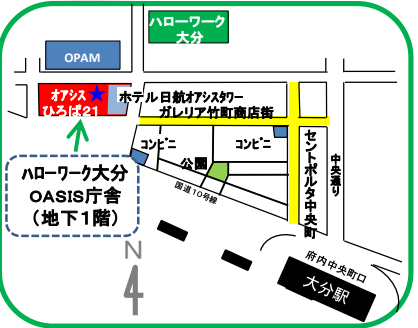 ハローワーク
大分
OPAM
オアシス
ひろば21
ホテル日航オアシスタワー
ガレリア竹町商店街
コンビニ
コンビニ
公園
セントポルタ中央町
中央通り
国道10号線
ハローワーク大分
OASIS庁舎
(地下1階)
N
4
府内中央町口
大分駅